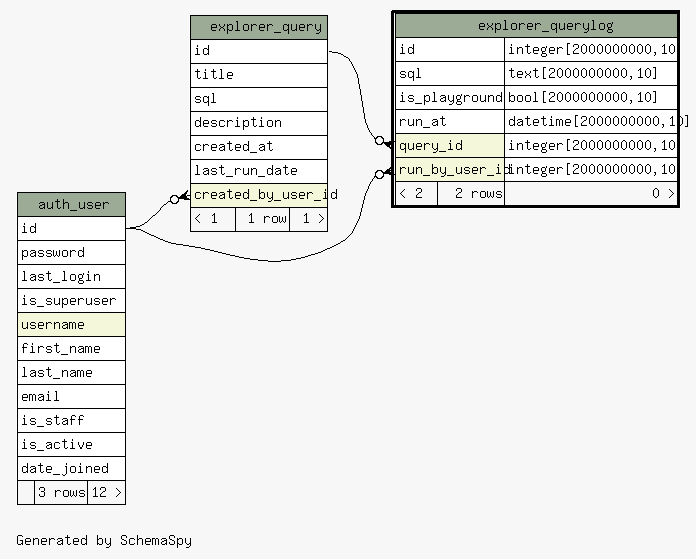 explorer_query
id
title
sql
description
created_at
last_run_date
created_by_user_id
< 1 1 row 1 >
explorer_querylog
id integer[2000000000,10
sql text[2000000000,10]
is_playground bool[2000000000,10]
run_at datetime[2000000000,10]
query_id integer[2000000000,10
run_by_user_id integer[2000000000,10
< 2 2 rows 0 >
auth_user
id
password
last_login
is_superuser
username
first_name
last_name
email
is_staff
is_active
date_joined
3 rows 12 >
Generated by SchemaSpy